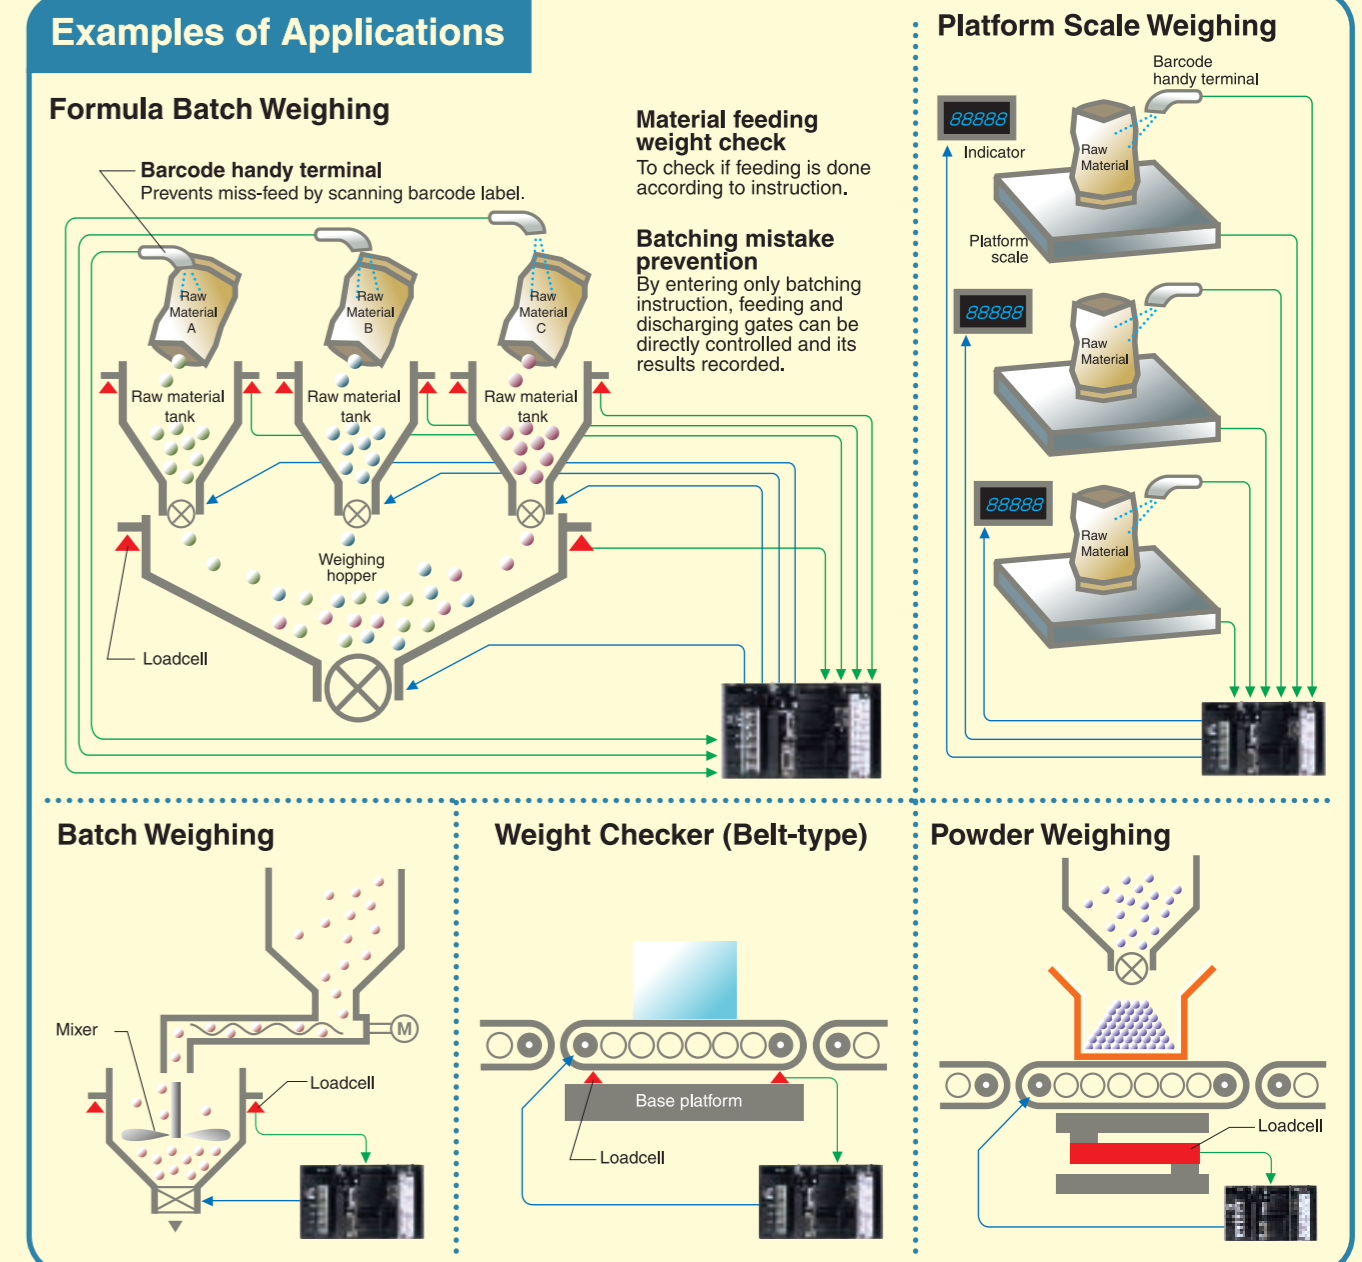 Examples of Applications
Formula Batch Weighing
Barcode handy terminal
Prevents miss-feed by scanning barcode label.
Raw
Material
A
Raw
Material
B
Raw
Material
C
Raw material
tank
Raw material
tank
Raw material
tank
Weighing
hopper
Loadcell
Material feeding
weight check
To check if feeding is done
according to instruction.
Batching mistake
prevention
By entering only batching
instruction, feeding and
discharging gates can be
directly controlled and its
results recorded.
Platform Scale Weighing
Barcode
handy terminal
88888
Indicator
Raw
Material
Platform
scale
88888
Raw
Material
88888
Raw
Material
Batch Weighing
Mixer
M
Loadcell
Weight Checker (Belt-type)
Base platform
Loadcell
Powder Weighing
Loadcell